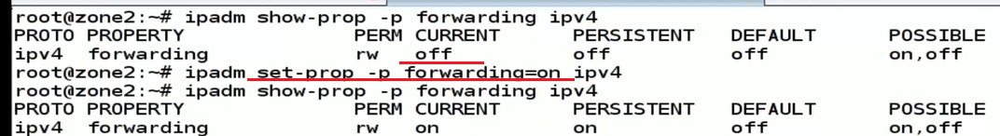 root@zone2:~# ipadm show-prop -p forwarding ipv4
PROTO PROPERTY PERM CURRENT PERSISTENT DEFAULT POSSIBLE
ipv4 forwarding rw off off off on,off
root@zone2:~# ipadm set-prop -p forwarding=on ipv4
root@zone2:~# ipadm show-prop -p forwarding ipv4
PROTO PROPERTY PERM CURRENT PERSISTENT DEFAULT POSSIBLE
ipv4 forwarding rw on on off on,off